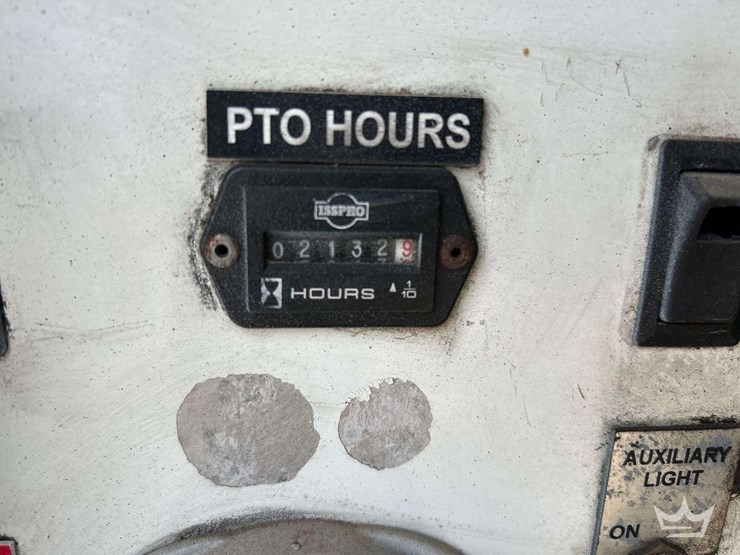 PTO HOURS
ISSPRO
021329
HOURS 1/10
AUXILIARY
LIGHT
ON